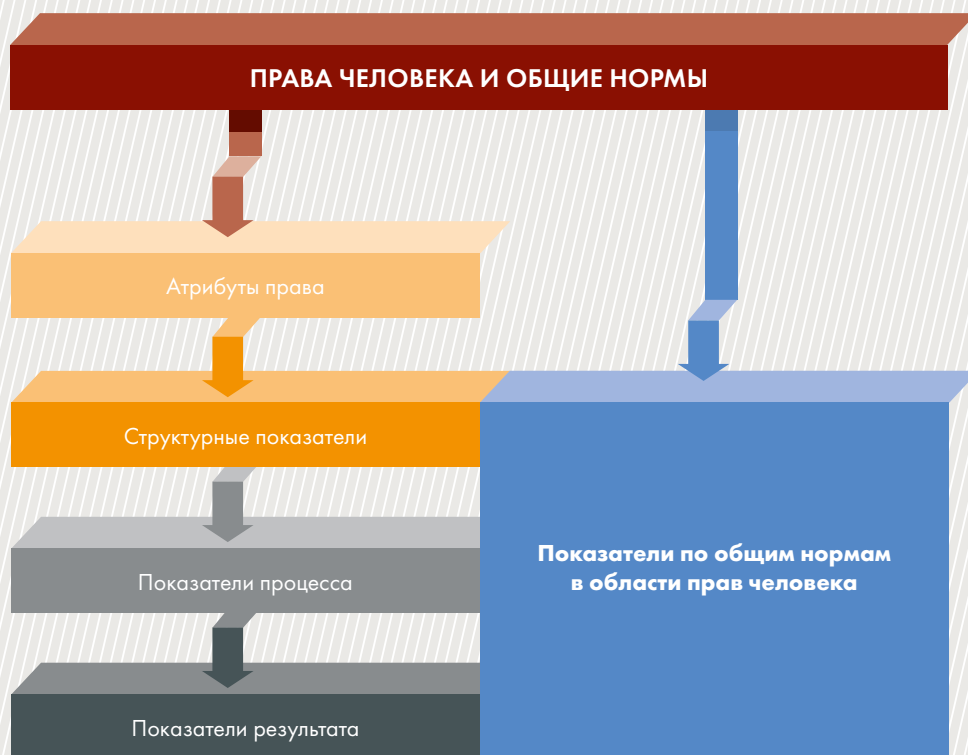 ПРАВА ЧЕЛОВЕКА И ОБЩИЕ НОРМЫ
Атрибуты права
Структурные показатели
Показатели процесса
Показатели результата
Показатели по общим нормам
в области прав человека